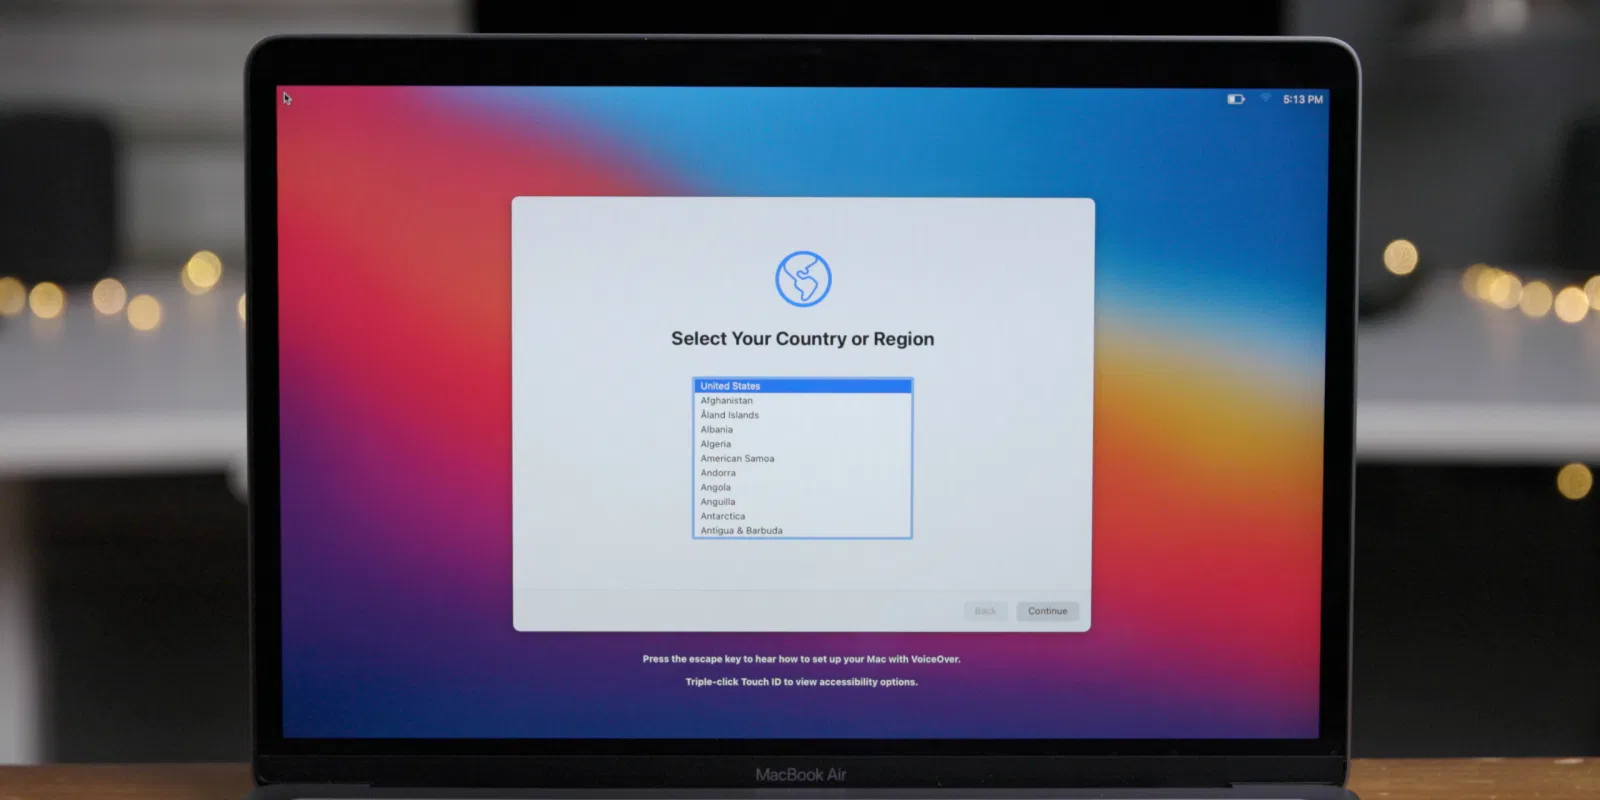 5:13 PM
Select Your Country or Region
United States
Afghanistan
Åland Islands
Albania
Algeria
American Samoa
Andorra
Angola
Anguilla
Antarctica
Antigua & Barbuda
Back
Continue
Press the escape key to hear how to set up your Mac with VoiceOver.
Triple-click Touch ID to view accessibility options.
MacBook Air